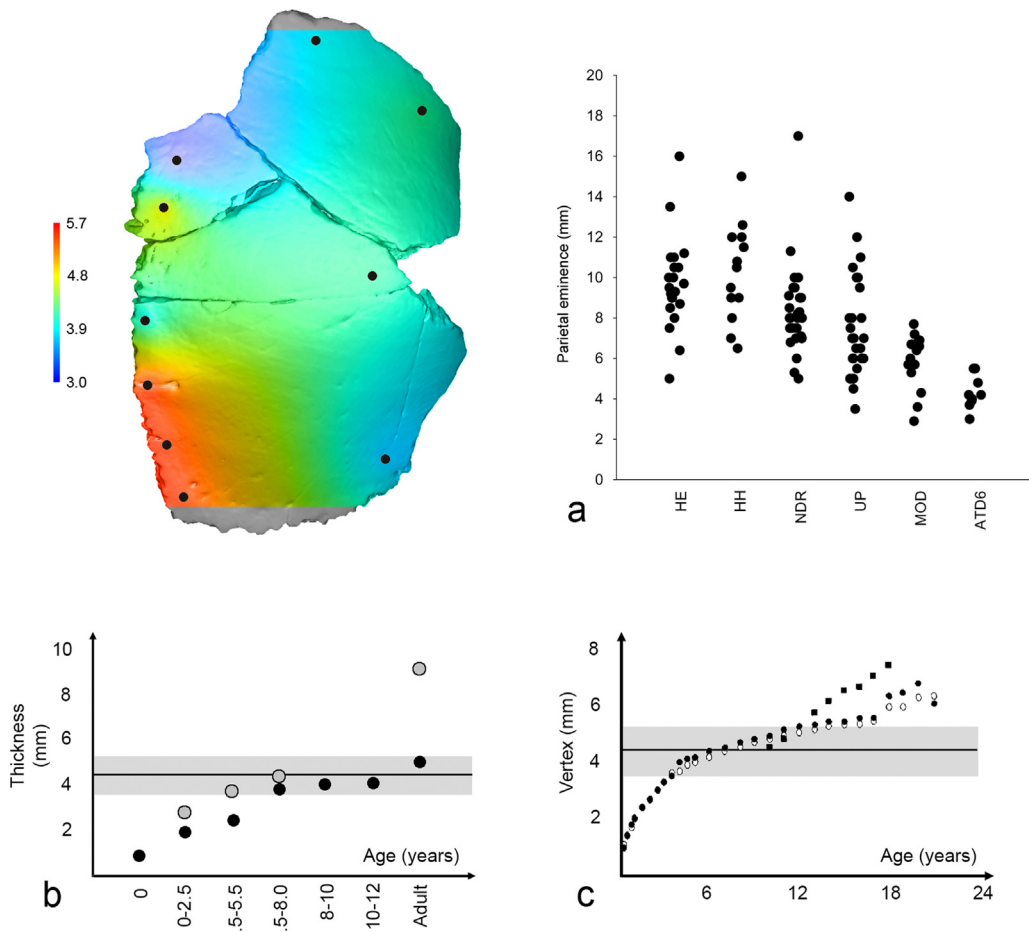 5.7
4.8
3.9
3.0
Parietal eminence (mm)
20
18
16
14
12
10
8
6
4
2
0
HE
HH
NDR
UP
MOD
ATD6
a
Thickness
(mm)
10
8
6
4
2
Age (years)
0
0-2.5
.5-5.5
.5-8.0
8-10
10-12
Adult
b
Vertex (mm)
8
6
4
2
Age (years)
6
12
18
24
c